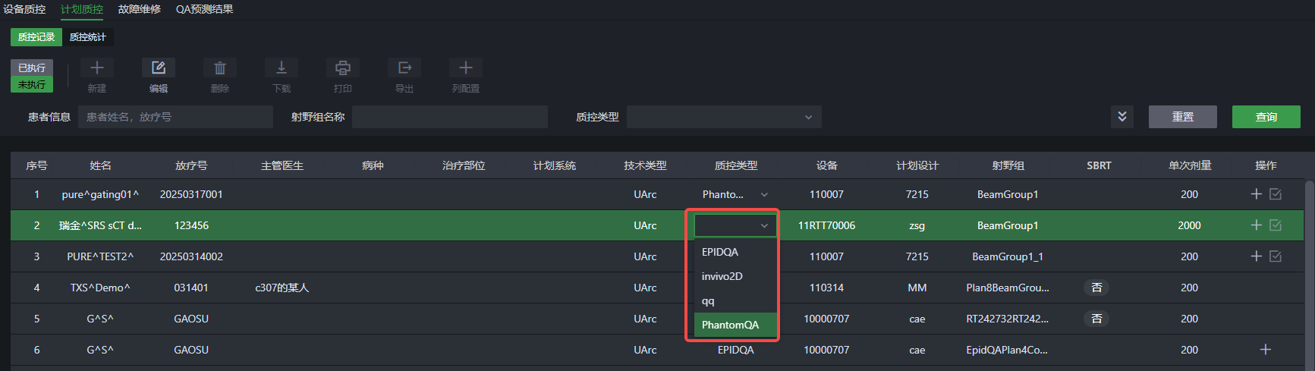 设备质控 计划质控 故障维修 QA预测结果
质控记录 质控统计
已执行
未执行
新建 编辑 删除 下载 打印 导出 列配置
患者信息 患者姓名，放疗号 射野组名称 质控类型 重置 查询
序号 姓名 放疗号 主管医生 病种 治疗部位 计划系统 技术类型 质控类型 设备 计划设计 射野组 SBRT 单次剂量 操作
1 pure^gating01^ 20250317001 UArc Phanto... 110007 7215 BeamGroup1 200
2 瑞金^SRS sCT d... 123456 UArc 11RTT70006 zsg BeamGroup1 2000
3 PURE^TEST2^ 20250314002 UArc EPIDQA 110007 7215 BeamGroup1_1 200
invivo2D
4 TXS^Demo^ 031401 c307的某人 UArc 110314 MM Plan8BeamGrou... 否 200
qq
5 G^S^ GAOSU UArc PhantomQA 10000707 cae RT242732RT242... 否 200
6 G^S^ GAOSU UArc EPIDQA 10000707 cae EpidQAPlan4Co... 200